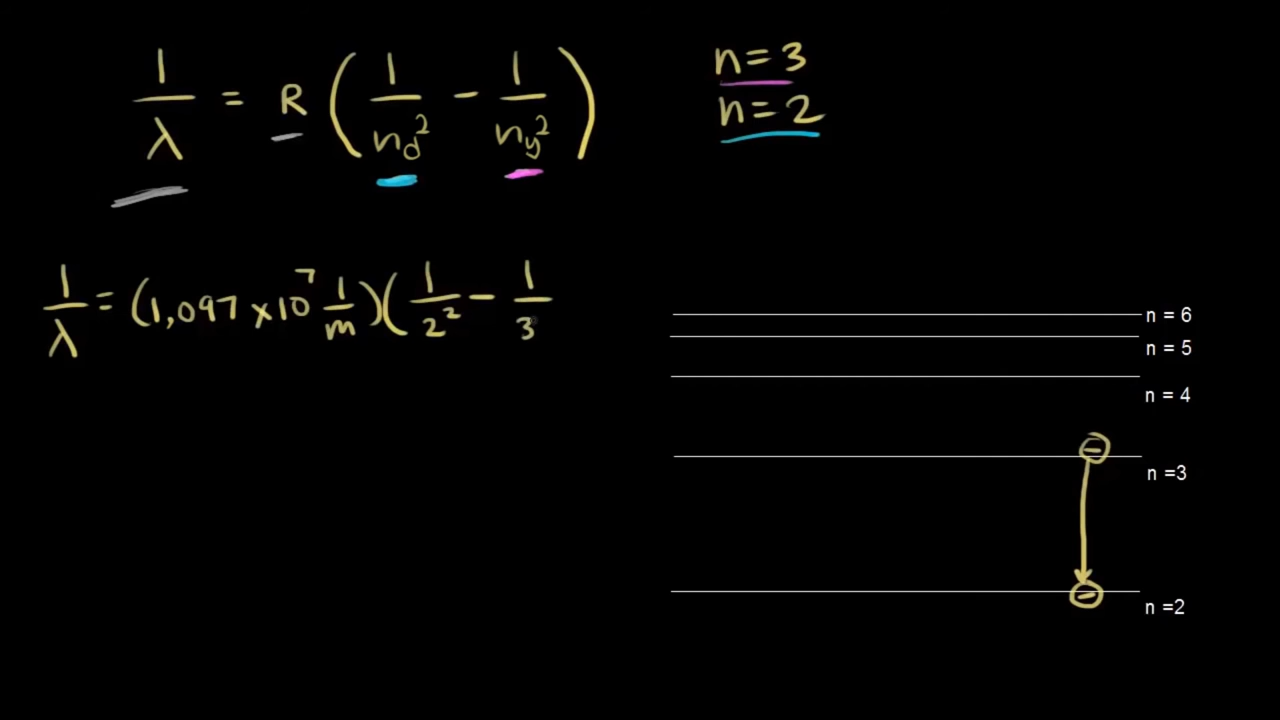 1/λ = R (1/n_d² − 1/n_y²)
n = 3
n = 2
1/λ = (1,097 × 10⁷ 1/m)(1/2² − 1/3
n = 6
n = 5
n = 4
n =3
n =2